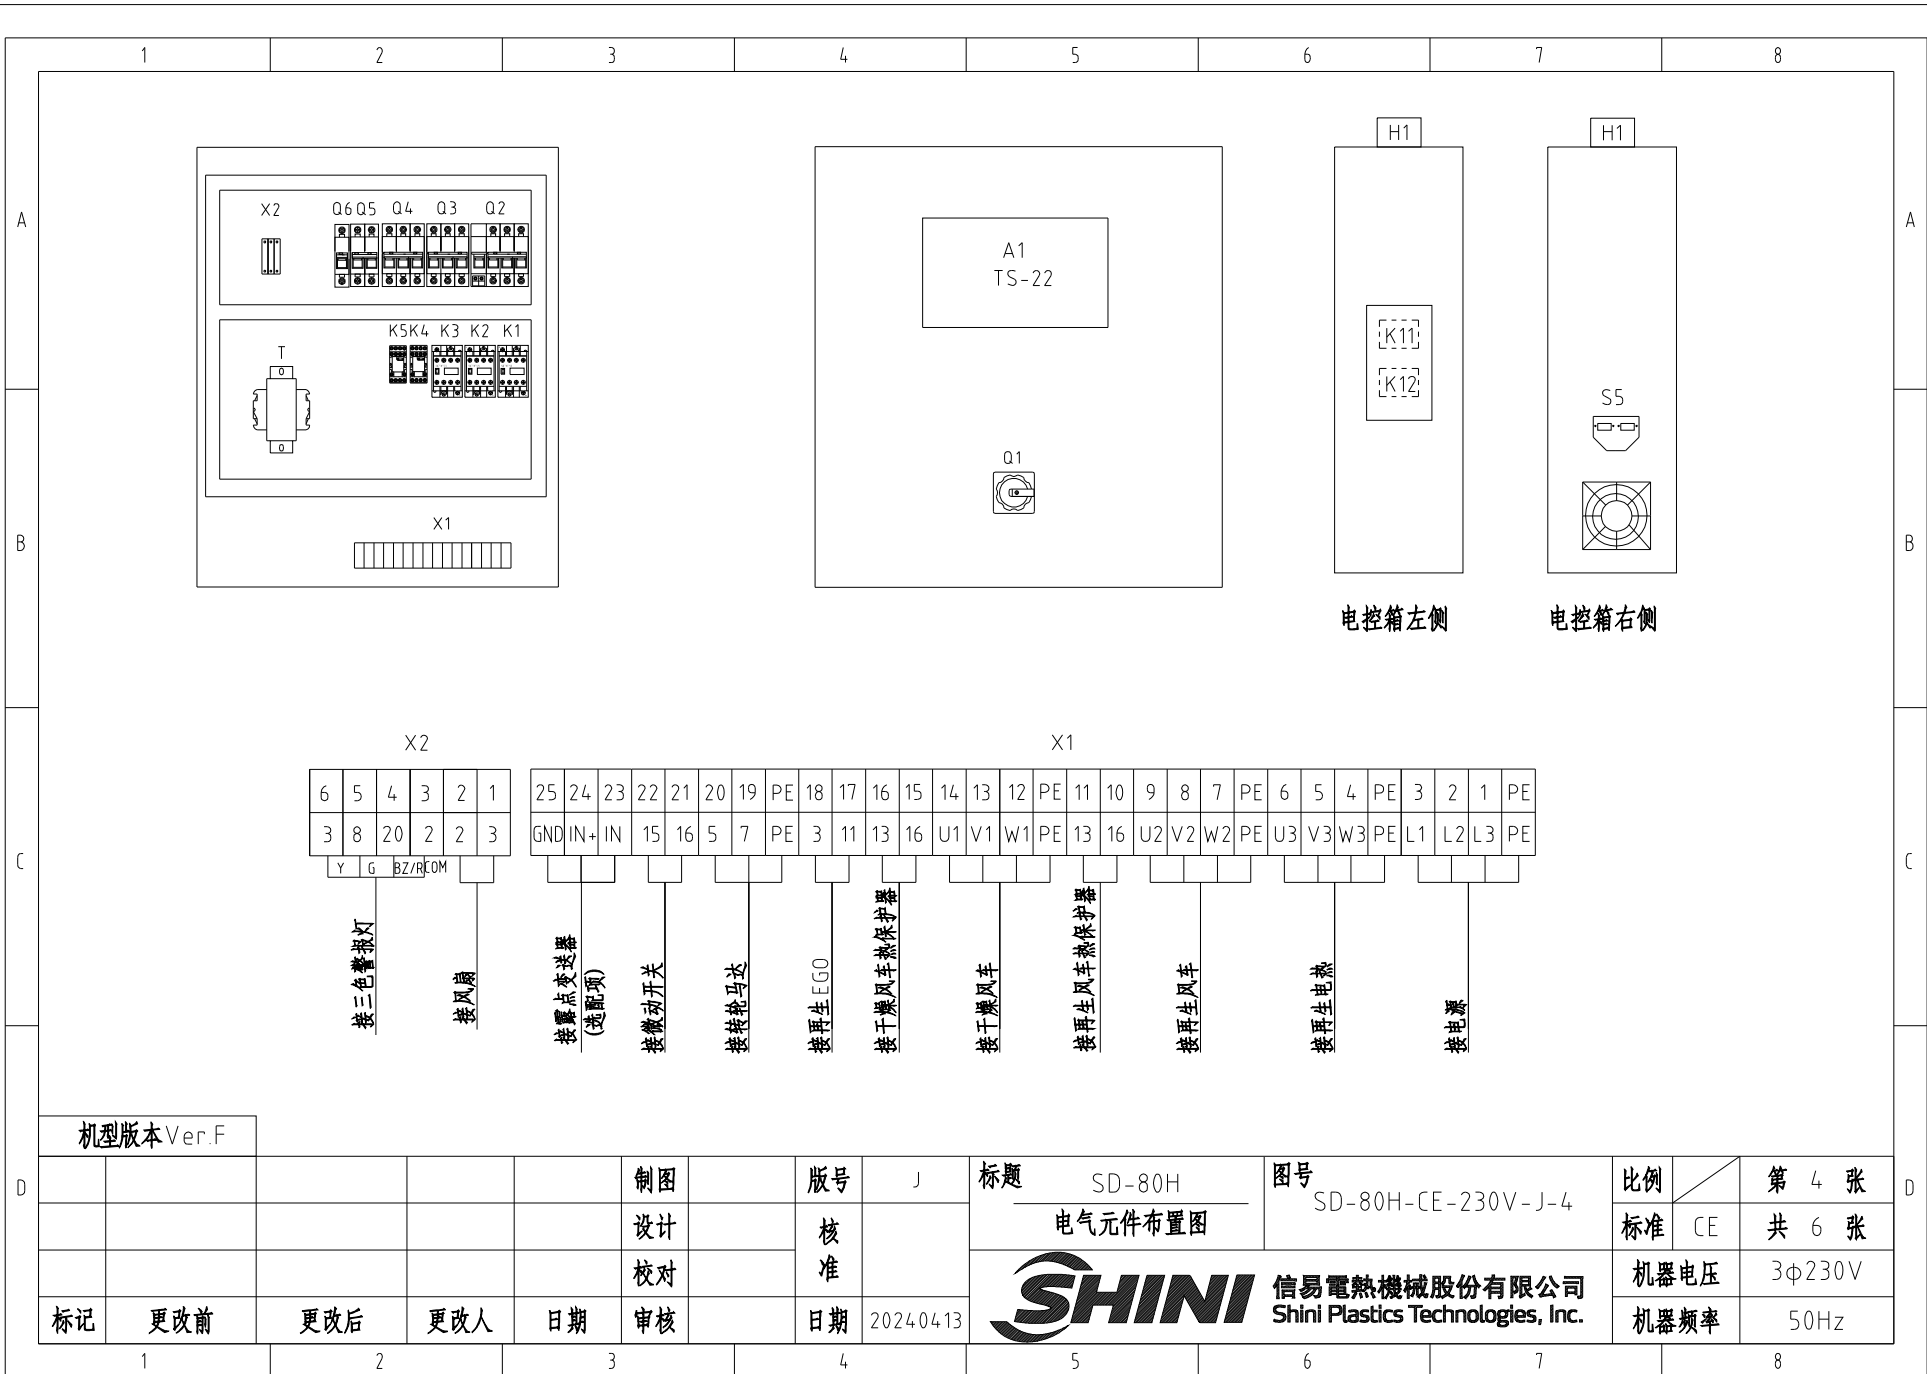 1 2 3 4 5 6 7 8
H1 H1
A A
X2 Q6 Q5 Q4 Q3 Q2
A1
TS-22
K5 K4 K3 K2 K1
T
K11
K12
S5
Q1
X1
B B
电控箱左侧 电控箱右侧
X2 X1
6 5 4 3 2 1 25 24 23 22 21 20 19 PE 18 17 16 15 14 13 12 PE 11 10 9 8 7 PE 6 5 4 PE 3 2 1 PE
3 8 20 2 2 3 GND IN+ IN 15 16 5 7 PE 3 11 13 16 U1 V1 W1 PE 13 16 U2 V2 W2 PE U3 V3 W3 PE L1 L2 L3 PE
C C
Y G BZ/R COM
接三色警报灯
接风扇
接露点变送器
(选配项)
接微动开关
接转轮马达
接再生EGO
接干燥风车热保护器
接干燥风车
接再生风车热保护器
接再生风车
接再生电热
接电源
机型版本Ver.F
D D
制图 版号 J 标题 SD-80H 图号 SD-80H-CE-230V-J-4 比例 第 4 张
设计 核准 电气元件布置图 标准 CE 共 6 张
校对 机器电压 3φ230V
标记 更改前 更改后 更改人 日期 审核 日期 20240413 机器频率 50Hz
SHINI 信易電熱機械股份有限公司
Shini Plastics Technologies, Inc.
1 2 3 4 5 6 7 8